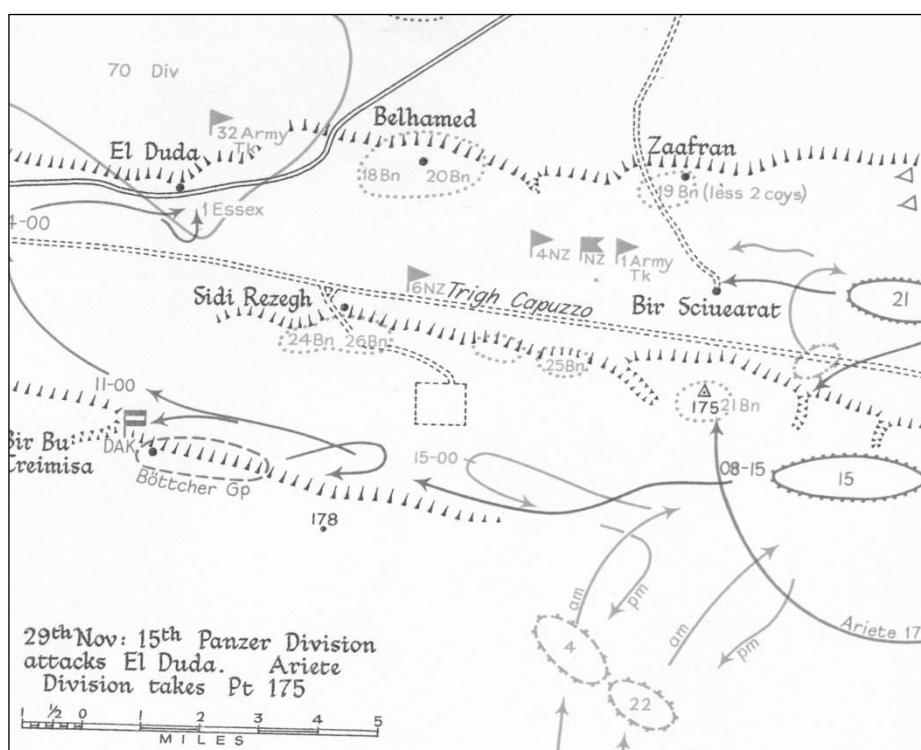 70 Div
32 Army
Tk
El Duda
Belhamed
18 Bn
20 Bn
Zaafran
19 Bn (less 2 coys)
1 Essex
4-00
4NZ
NZ
1 Army
Tk
6NZ
Trigh Capuzzo
Bir Sciuearat
21
Sidi Rezegh
24 Bn
26 Bn
25 Bn
175
21 Bn
11-00
Bir Bu
Creimisa
DAK
Böttcher Gp
15-00
08-15
15
178
am
pm
am
pm
4
22
Ariete 17
29th Nov: 15th Panzer Division
attacks El Duda. Ariete
Division takes Pt 175
1 1/2 0 1 2 3 4 5
MILES